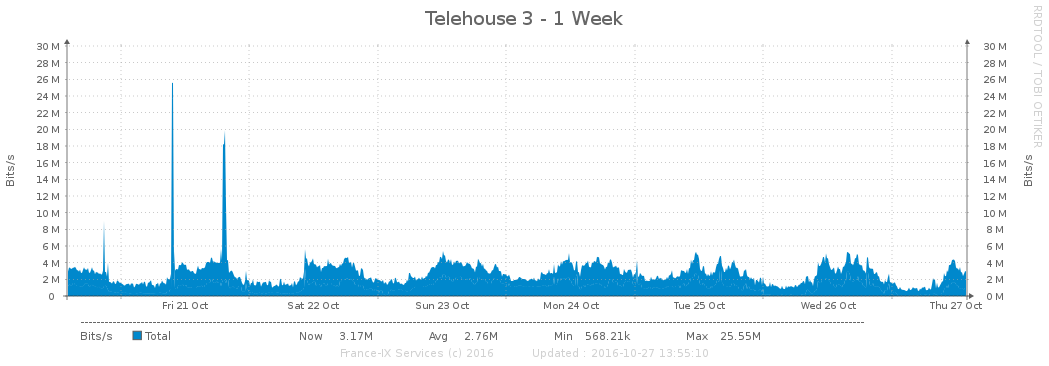 Telehouse 3 - 1 Week
RRDTOOL / TOBI OETIKER
Bits/s
Bits/s
30 M 30 M
28 M 28 M
26 M 26 M
24 M 24 M
22 M 22 M
20 M 20 M
18 M 18 M
16 M 16 M
14 M 14 M
12 M 12 M
10 M 10 M
8 M 8 M
6 M 6 M
4 M 4 M
2 M 2 M
0 0 M
Fri 21 Oct Sat 22 Oct Sun 23 Oct Mon 24 Oct Tue 25 Oct Wed 26 Oct Thu 27 Oct
Bits/s Total Now 3.17M Avg 2.76M Min 568.21k Max 25.55M
France-IX Services (c) 2016 Updated : 2016-10-27 13:55:10